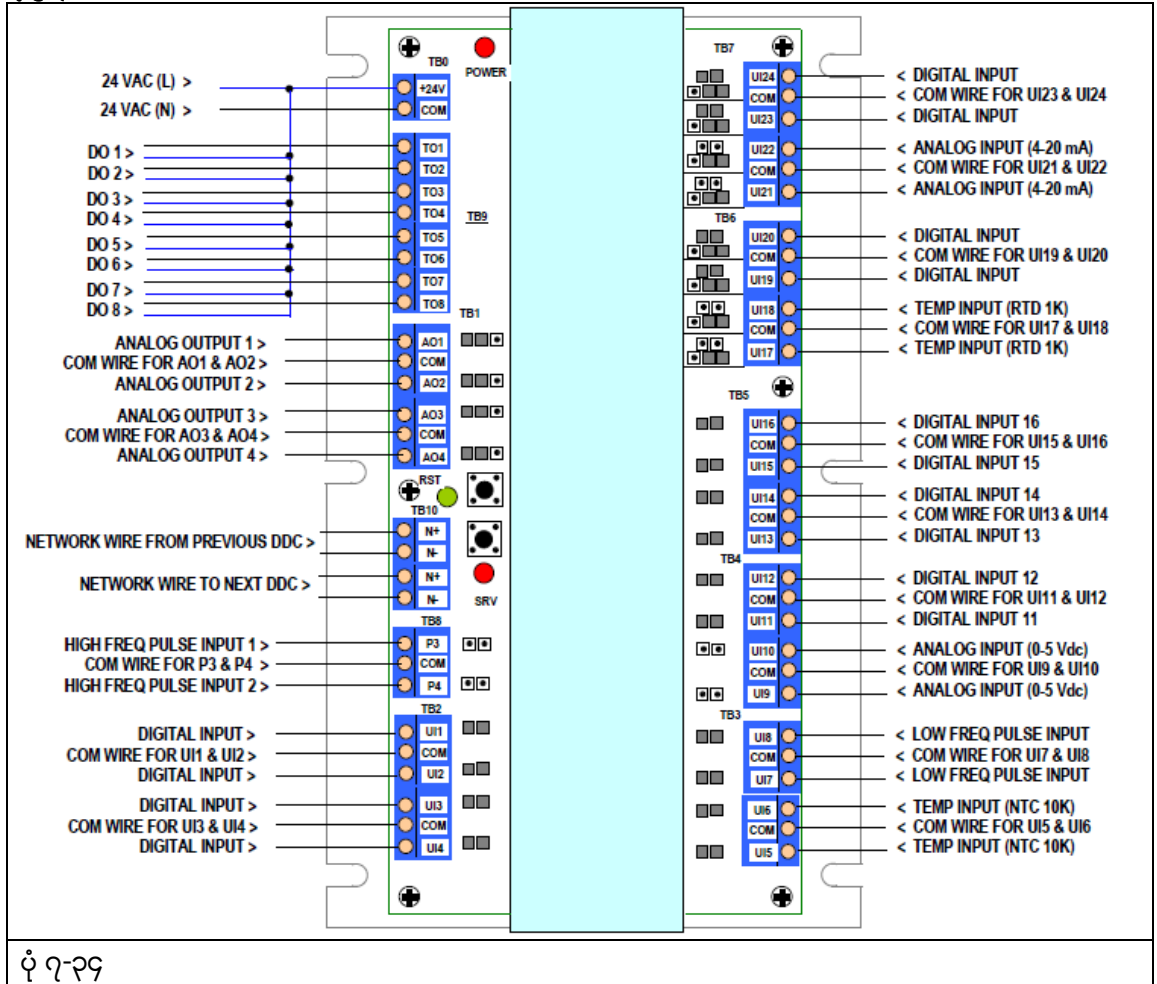 24 VAC (L) >
24 VAC (N) >
DO 1 >
DO 2 >
DO 3 >
DO 4 >
DO 5 >
DO 6 >
DO 7 >
DO 8 >
ANALOG OUTPUT 1 >
COM WIRE FOR AO1 & AO2 >
ANALOG OUTPUT 2 >
ANALOG OUTPUT 3 >
COM WIRE FOR AO3 & AO4 >
ANALOG OUTPUT 4 >
NETWORK WIRE FROM PREVIOUS DDC >
NETWORK WIRE TO NEXT DDC >
HIGH FREQ PULSE INPUT 1 >
COM WIRE FOR P3 & P4 >
HIGH FREQ PULSE INPUT 2 >
DIGITAL INPUT >
COM WIRE FOR UI1 & UI2 >
DIGITAL INPUT >
DIGITAL INPUT >
COM WIRE FOR UI3 & UI4 >
DIGITAL INPUT >
TB0
POWER
+24V
COM
TO1
TO2
TO3
TO4
TB9
TO5
TO6
TO7
TO8
TB1
AO1
COM
AO2
AO3
COM
AO4
RST
TB10
N+
N-
N+
N-
SRV
TB8
P3
COM
P4
TB2
UI1
COM
UI2
UI3
COM
UI4
TB7
UI24
COM
UI23
UI22
COM
UI21
TB6
UI20
COM
UI19
UI18
COM
UI17
TB5
UI16
COM
UI15
UI14
COM
UI13
TB4
UI12
COM
UI11
UI10
COM
UI9
TB3
UI8
COM
UI7
UI6
COM
UI5
< DIGITAL INPUT
< COM WIRE FOR UI23 & UI24
< DIGITAL INPUT
< ANALOG INPUT (4-20 mA)
< COM WIRE FOR UI21 & UI22
< ANALOG INPUT (4-20 mA)
< DIGITAL INPUT
< COM WIRE FOR UI19 & UI20
< DIGITAL INPUT
< TEMP INPUT (RTD 1K)
< COM WIRE FOR UI17 & UI18
< TEMP INPUT (RTD 1K)
< DIGITAL INPUT 16
< COM WIRE FOR UI15 & UI16
< DIGITAL INPUT 15
< DIGITAL INPUT 14
< COM WIRE FOR UI13 & UI14
< DIGITAL INPUT 13
< DIGITAL INPUT 12
< COM WIRE FOR UI11 & UI12
< DIGITAL INPUT 11
< ANALOG INPUT (0-5 Vdc)
< COM WIRE FOR UI9 & UI10
< ANALOG INPUT (0-5 Vdc)
< LOW FREQ PULSE INPUT
< COM WIRE FOR UI7 & UI8
< LOW FREQ PULSE INPUT
< TEMP INPUT (NTC 10K)
< COM WIRE FOR UI5 & UI6
< TEMP INPUT (NTC 10K)
ပုံ ၇-၃၄